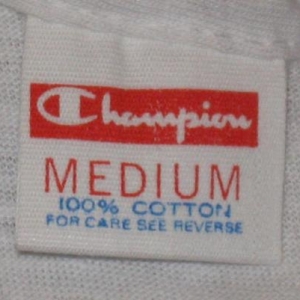 Champion
MEDIUM
100% COTTON
FOR CARE SEE REVERSE